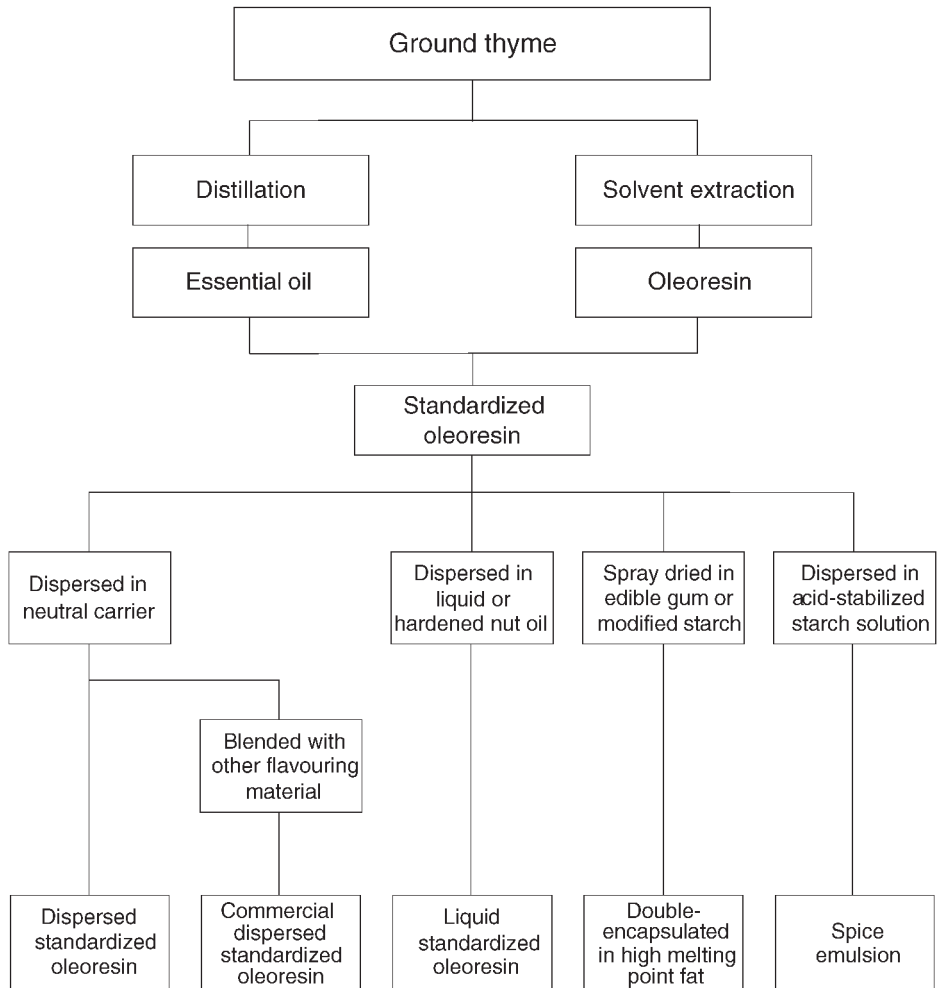 Ground thyme
Distillation
Solvent extraction
Essential oil
Oleoresin
Standardized
oleoresin
Dispersed in
neutral carrier
Dispersed in
liquid or
hardened nut oil
Spray dried in
edible gum or
modified starch
Dispersed in
acid-stabilized
starch solution
Blended with
other flavouring
material
Dispersed
standardized
oleoresin
Commercial
dispersed
standardized
oleoresin
Liquid
standardized
oleoresin
Double-
encapsulated
in high melting
point fat
Spice
emulsion